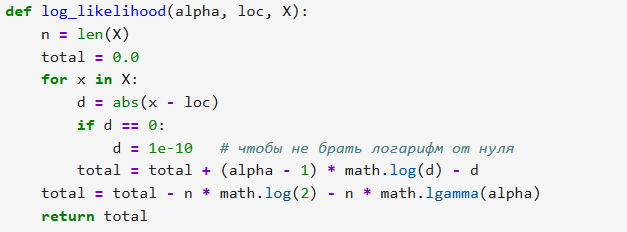 def log_likelihood(alpha, loc, X):
    n = len(X)
    total = 0.0
    for x in X:
        d = abs(x - loc)
        if d == 0:
            d = 1e-10   # чтобы не брать логарифм от нуля
        total = total + (alpha - 1) * math.log(d) - d
    total = total - n * math.log(2) - n * math.lgamma(alpha)
    return total